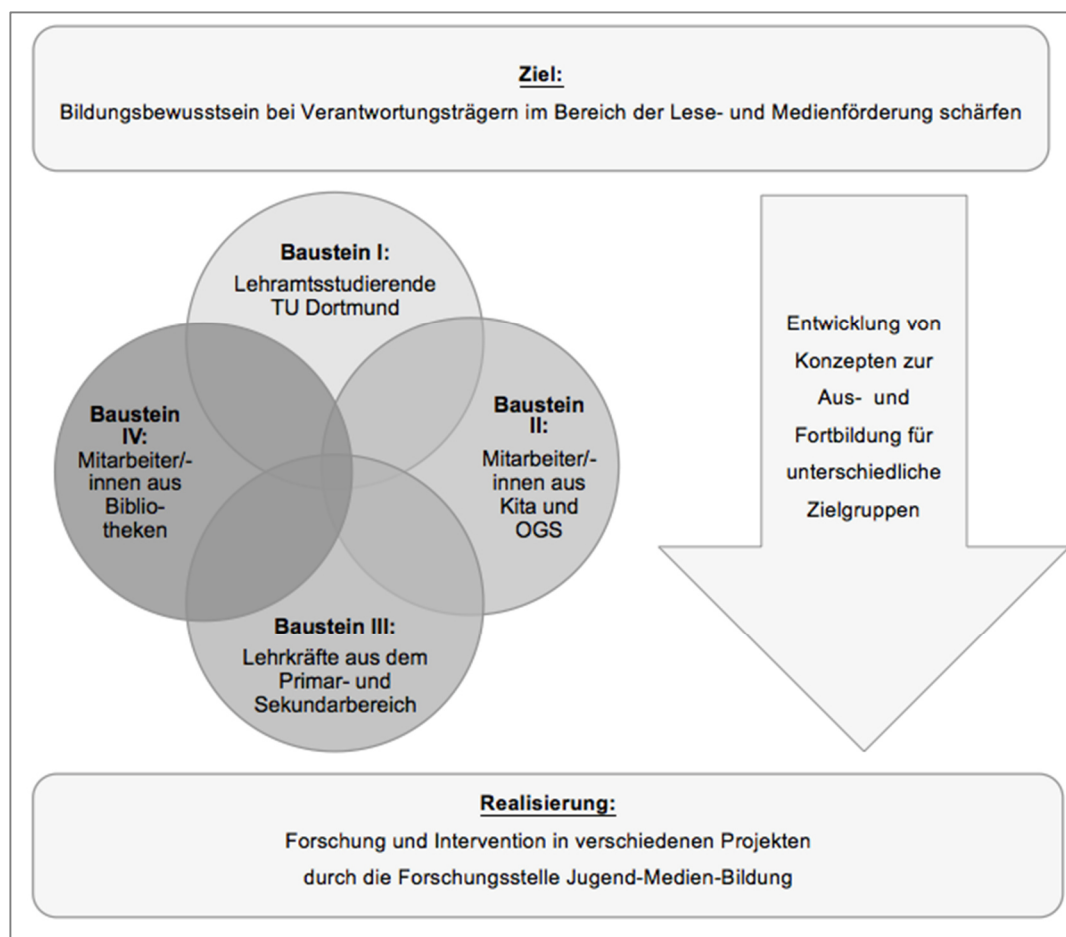 Ziel:
Bildungsbewusstsein bei Verantwortungsträgern im Bereich der Lese- und Medienförderung schärfen
Baustein I:
Lehramtsstudierende
TU Dortmund
Baustein
IV:
Mitarbeiter/-
innen aus
Biblio-
theken
Baustein
II:
Mitarbeiter/-
innen aus
Kita und
OGS
Baustein III:
Lehrkräfte aus dem
Primar- und
Sekundarbereich
Entwicklung von
Konzepten zur
Aus- und
Fortbildung für
unterschiedliche
Zielgruppen
Realisierung:
Forschung und Intervention in verschiedenen Projekten
durch die Forschungsstelle Jugend-Medien-Bildung